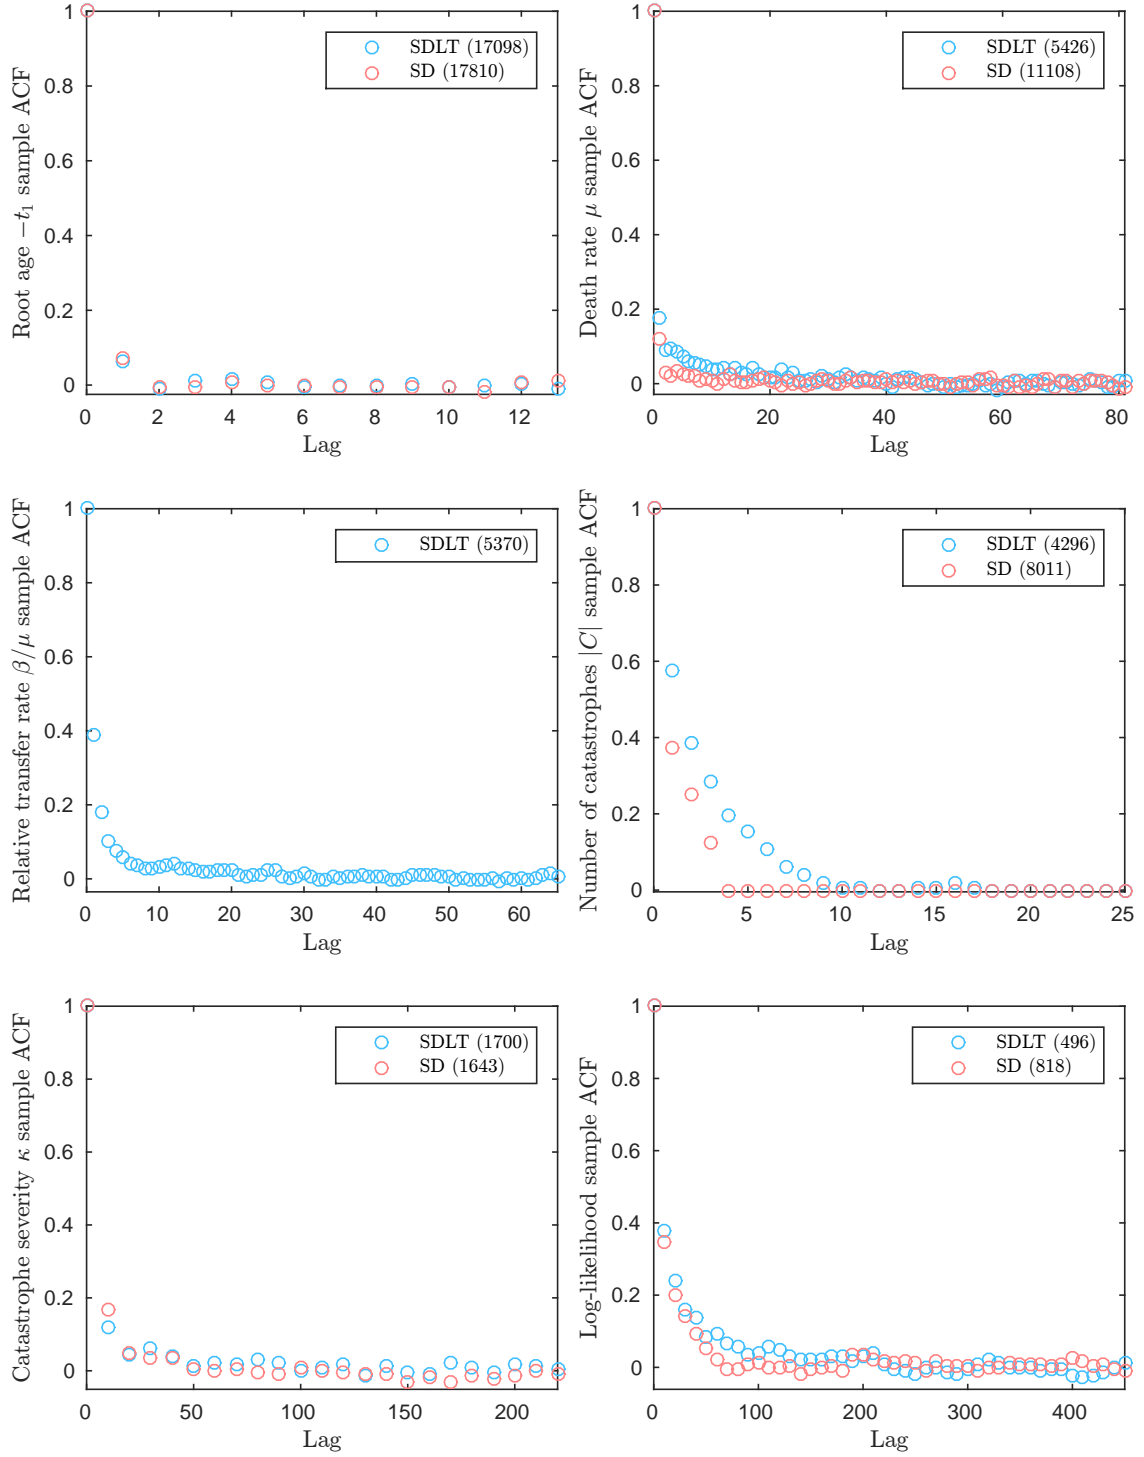 Root age −t₁ sample ACF
1
0.8
0.6
0.4
0.2
0
0 2 4 6 8 10 12
Lag
SDLT (17098)
SD (17810)
Death rate μ sample ACF
1
0.8
0.6
0.4
0.2
0
0 20 40 60 80
Lag
SDLT (5426)
SD (11108)
Relative transfer rate β/μ sample ACF
1
0.8
0.6
0.4
0.2
0
0 10 20 30 40 50 60
Lag
SDLT (5370)
Number of catastrophes |C| sample ACF
1
0.8
0.6
0.4
0.2
0
0 5 10 15 20 25
Lag
SDLT (4296)
SD (8011)
Catastrophe severity κ sample ACF
1
0.8
0.6
0.4
0.2
0
0 50 100 150 200
Lag
SDLT (1700)
SD (1643)
Log-likelihood sample ACF
1
0.8
0.6
0.4
0.2
0
0 100 200 300 400
Lag
SDLT (496)
SD (818)